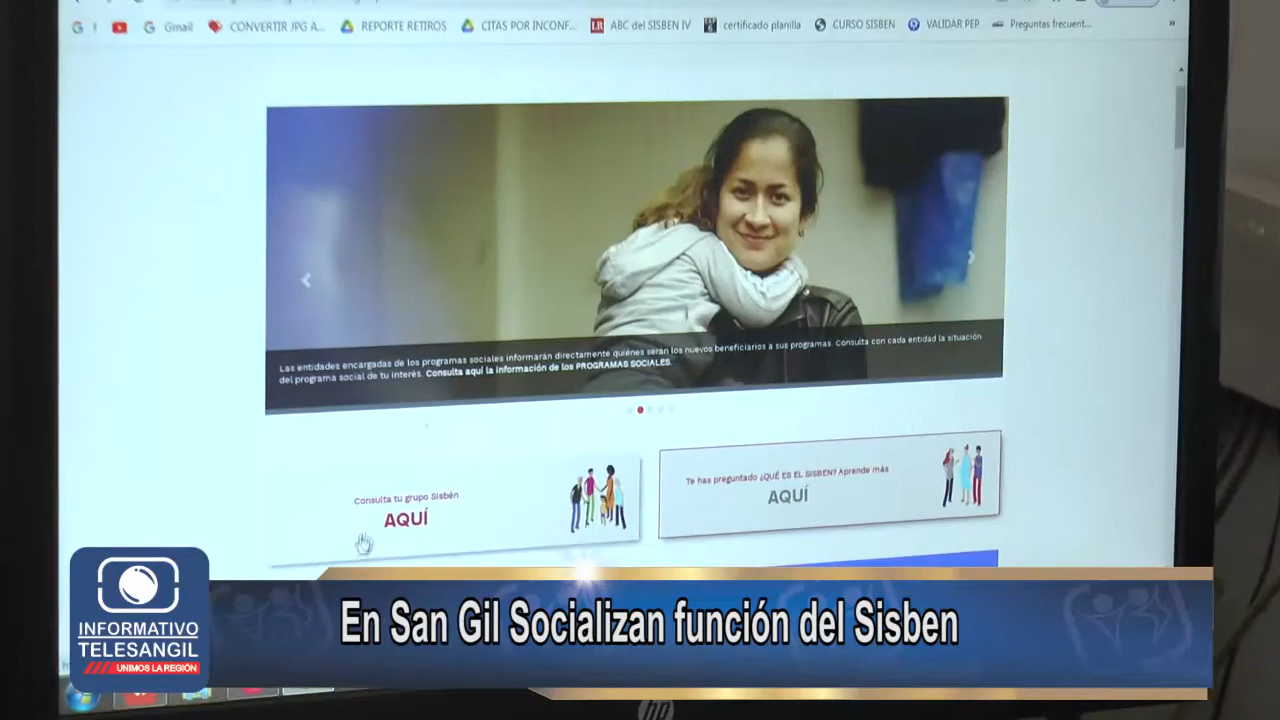 Gmail
CONVERTIR JPG A...
REPORTE RETIROS
CITAS POR INCONF...
LR
ABC del SISBEN IV
certificado planilla
CURSO SISBEN
VALIDAR PEP
Preguntas frecuent...
»
Las entidades encargadas de los programas sociales informarán directamente quiénes serán los nuevos beneficiarios a sus programas. Consulta con cada entidad la situación
del programa social de tu interés. Consulta aquí la información de los PROGRAMAS SOCIALES.
Consulta tu grupo Sisbén
AQUÍ
Te has preguntado ¿QUÉ ES EL SISBEN? Aprende más
AQUÍ
En San Gil Socializan función del Sisben
INFORMATIVO
TELESANGIL
UNIMOS LA REGIÓN
hp